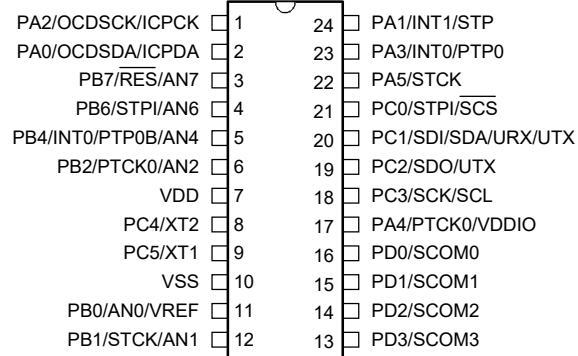 PA2/OCDSCK/ICPCK 1 24 PA1/INT1/STP
PA0/OCDSDA/ICPDA 2 23 PA3/INT0/PTP0
PB7/RES/AN7 3 22 PA5/STCK
PB6/STPI/AN6 4 21 PC0/STPI/SCS
PB4/INT0/PTP0B/AN4 5 20 PC1/SDI/SDA/URX/UTX
PB2/PTCK0/AN2 6 19 PC2/SDO/UTX
VDD 7 18 PC3/SCK/SCL
PC4/XT2 8 17 PA4/PTCK0/VDDIO
PC5/XT1 9 16 PD0/SCOM0
VSS 10 15 PD1/SCOM1
PB0/AN0/VREF 11 14 PD2/SCOM2
PB1/STCK/AN1 12 13 PD3/SCOM3